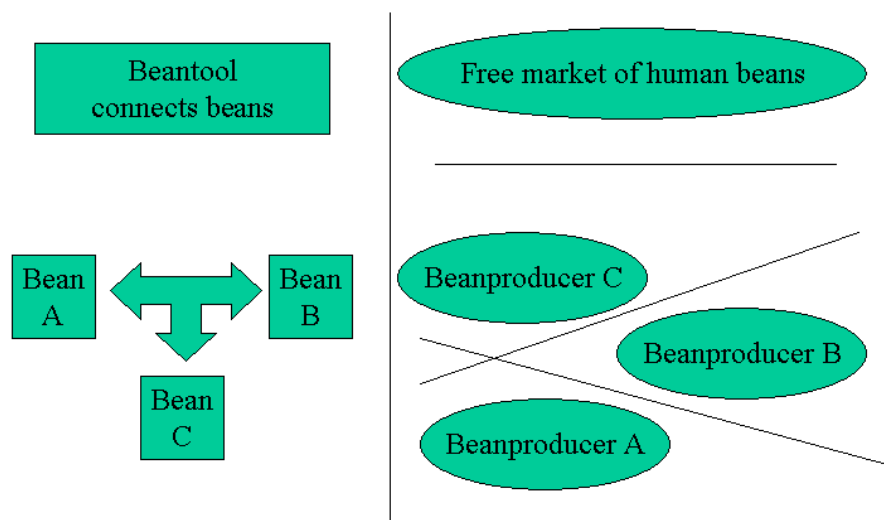 Beantool
connects beans
Free market of human beans
Bean
A
Bean
B
Bean
C
Beanproducer C
Beanproducer B
Beanproducer A